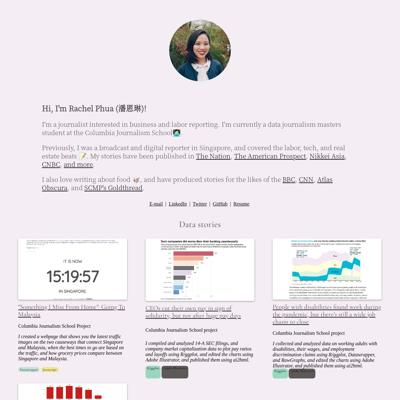 Hi, I'm Rachel Phua (潘恩琍)!
I'm a journalist interested in business and labor reporting. I'm currently a data journalism masters
student at the Columbia Journalism School
Previously, I was a broadcast and digital reporter in Singapore, and covered the labor, tech, and real
estate beats. My stories have been published in The Nation, The American Prospect, Nikkei Asia,
CNBC, and more.
I also love writing about food, and have produced stories for the likes of the BBC, CNN, Atlas
Obscura, and SCMP's Goldthread.
E-mail | LinkedIn | Twitter | GitHub | Resume
Data stories
IT IS NOW
15:19:57
IN SINGAPORE.
"Something I Miss From Home": Going To
Malaysia
Columbia Journalism School Project
I created a webpage that shows you the latest traffic
images on the two causeways that connect Singapore
and Malaysia, when the best times to go are based on
the traffic, and how grocery prices compare between
Singapore and Malaysia.
CEOs cut their own pay in sign of
solidarity, but not after huge pay days
Columbia Journalism School project
I compiled and analyzed 14-A SEC filings, and
company market capitalization data to plot pay ratios
and layoffs using R/ggplot, and edited the charts using
Adobe Illustrator, and published them using ai2html.
People with disabilities found work during
the pandemic, but there's still a wide job
chasm to close
Columbia Journalism School project
I collected and analyzed data on working adults with
disabilities, their wages, and employment
discrimination claims using R/ggplot, Datawrapper,
and RawGraphs, and edited the charts using Adobe
Illustrator, and published them using ai2html.